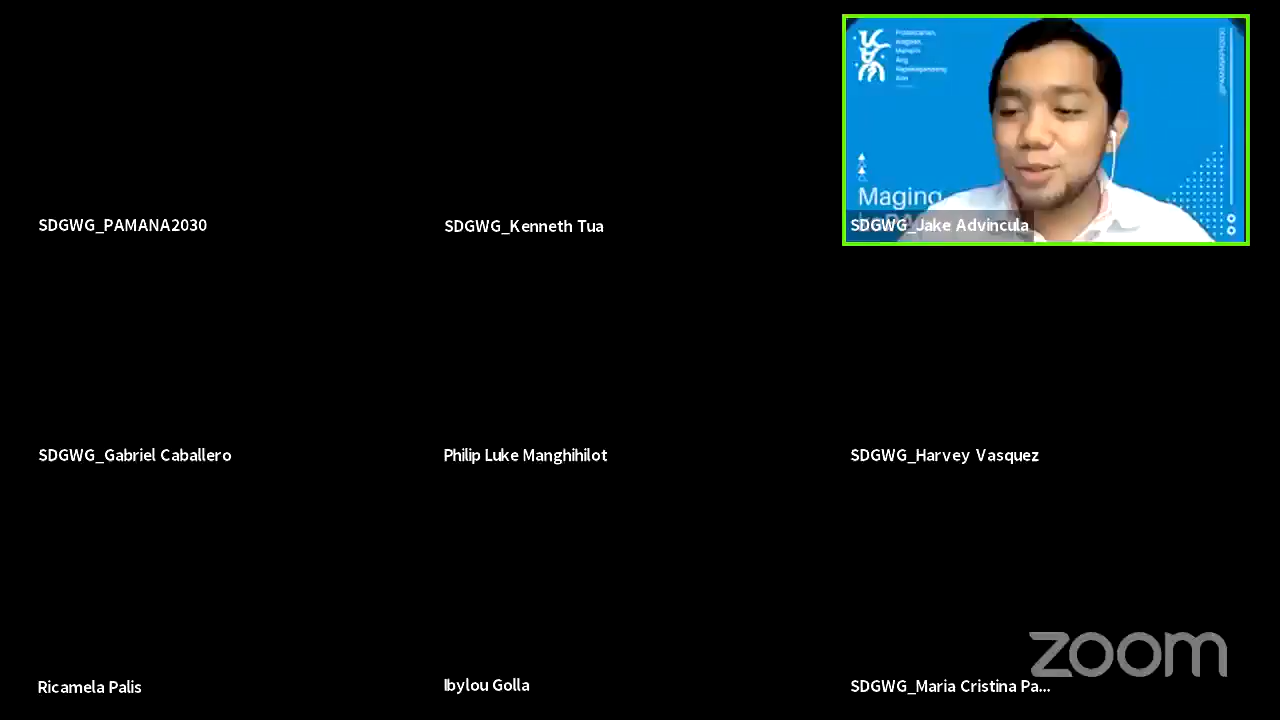 Maging
SDGWG_PAMANA2030
SDGWG_Kenneth Tua
SDGWG_Jake Advincula
SDGWG_Gabriel Caballero
Philip Luke Manghihilot
SDGWG_Harvey Vasquez
zoom
Ricamela Palis
Ibylou Golla
SDGWG_Maria Cristina Pa...